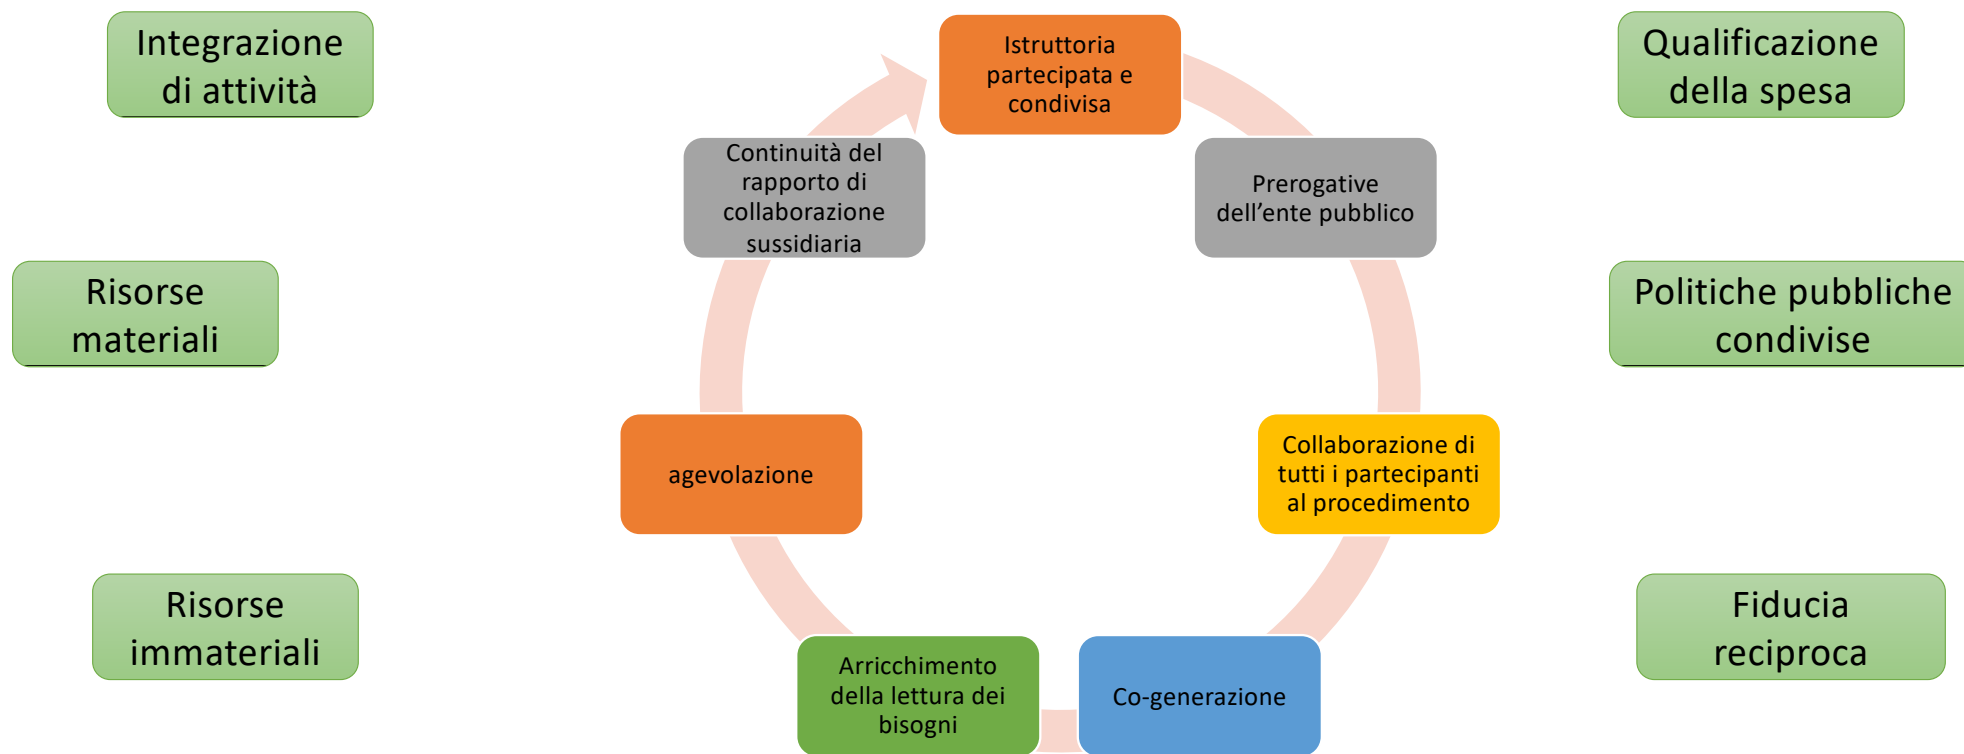 Integrazione
di attività
Risorse
materiali
Risorse
immateriali
Istruttoria
partecipata e
condivisa
Prerogative
dell’ente pubblico
Collaborazione di
tutti i partecipanti
al procedimento
Co-generazione
Arricchimento
della lettura dei
bisogni
agevolazione
Continuità del
rapporto di
collaborazione
sussidiaria
Qualificazione
della spesa
Politiche pubbliche
condivise
Fiducia
reciproca